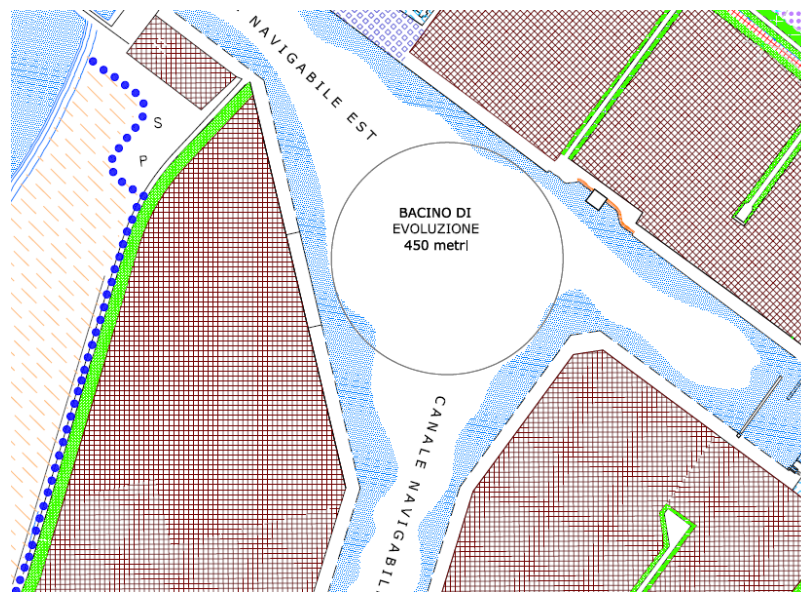 NAVIGABILE EST
S
P
BACINO DI
EVOLUZIONE
450 metri
CANALE NAVIGABIL